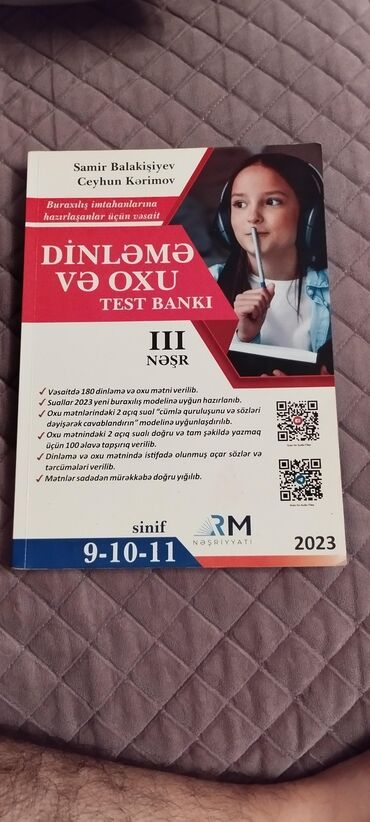 Samir Balakişiyev
Ceyhun Kərimov
Buraxılış imtahanlarına
hazırlaşanlar üçün vəsait
DİNLƏMƏ
VƏ OXU
TEST BANKI
III
NƏŞR
Vəsaitdə 180 dinləmə və oxu mətni verilib.
Suallar 2023 yeni buraxılış modelinə uyğun hazırlanıb.
Oxu mətnlərindəki 2 açıq sual "cümlə quruluşunu və sözləri
dəyişərək cavablandırın" modelinə uyğunlaşdırılıb.
Oxu mətnindəki 2 açıq sualı doğru və tam şəkildə yazmaq
üçün 100 əlavə tapşırıq verilib.
Dinləmə və oxu mətnində istifadə olunmuş açar sözlər və
tərcümələri verilib.
Mətnlər sadədən mürəkkəbə doğru yığılıb.
sinif
9-10-11
RM
NƏŞRİYYATI
2023